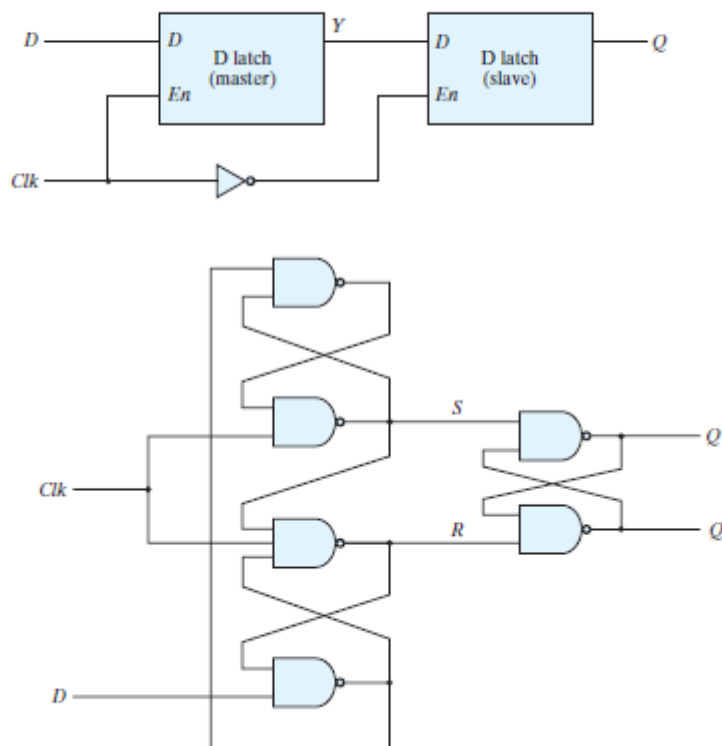 D D D latch (master) Y D D latch (slave) Q
En En
Clk
S
Q
Clk
R
Q
D